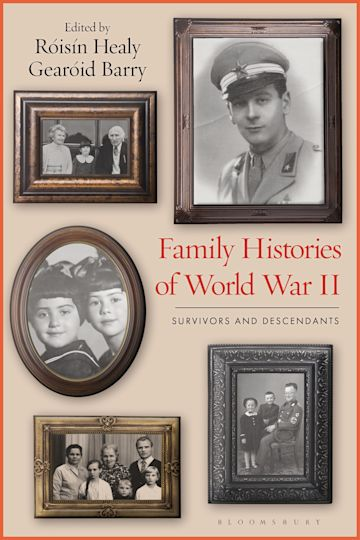 Edited by
Róisín Healy
Gearóid Barry
Family Histories
of World War II
SURVIVORS AND DESCENDANTS
BLOOMSBURY